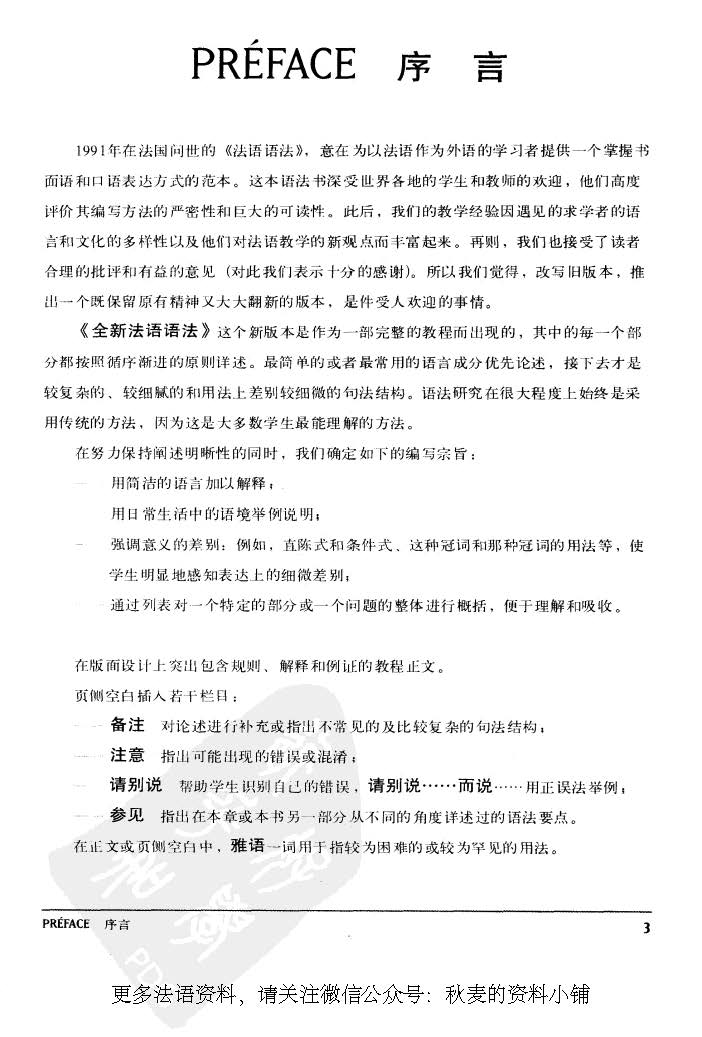 PRÉFACE 序 言
1991年在法国问世的《法语语法》，意在为以法语作为外语的学习者提供一个掌握书
面语和口语表达方式的范本。这本语法书深受世界各地的学生和教师的欢迎，他们高度
评价其编写方法的严密性和巨大的可读性。此后，我们的教学经验因遇见的求学者的语
言和文化的多样性以及他们对法语教学的新观点而丰富起来。再则，我们也接受了读者
合理的批评和有益的意见（对此我们表示十分的感谢）。所以我们觉得，改写旧版本，推
出一个既保留原有精神又大大翻新的版本，是件受人欢迎的事情。
《全新法语语法》这个新版本是作为一部完整的教程而出现的，其中的每一个部
分都按照循序渐进的原则详述。最简单的或者最常用的语言成分优先论述，接下去才是
较复杂的、较细腻的和用法上差别较细微的句法结构。语法研究在很大程度上始终是采
用传统的方法，因为这是大多数学生最能理解的方法。
在努力保持阐述明晰性的同时，我们确定如下的编写宗旨：
— 用简洁的语言加以解释；
用日常生活中的语境举例说明；
— 强调意义的差别：例如，直陈式和条件式、这种冠词和那种冠词的用法等，使
学生明显地感知表达上的细微差别；
— 通过列表对一个特定的部分或一个问题的整体进行概括，便于理解和吸收。
在版面设计上突出包含规则、解释和例证的教程正文。
页侧空白插入若干栏目：
— 备注 对论述进行补充或指出不常见的及比较复杂的句法结构；
— 注意 指出可能出现的错误或混淆；
— 请别说 帮助学生识别自己的错误，请别说……而说……用正误法举例；
— 参见 指出在本章或本书另一部分从不同的角度详述过的语法要点。
在正文或页侧空白中，雅语一词用于指较为困难的或较为罕见的用法。
PRÉFACE 序言 3
更多法语资料，请关注微信公众号：秋麦的资料小铺